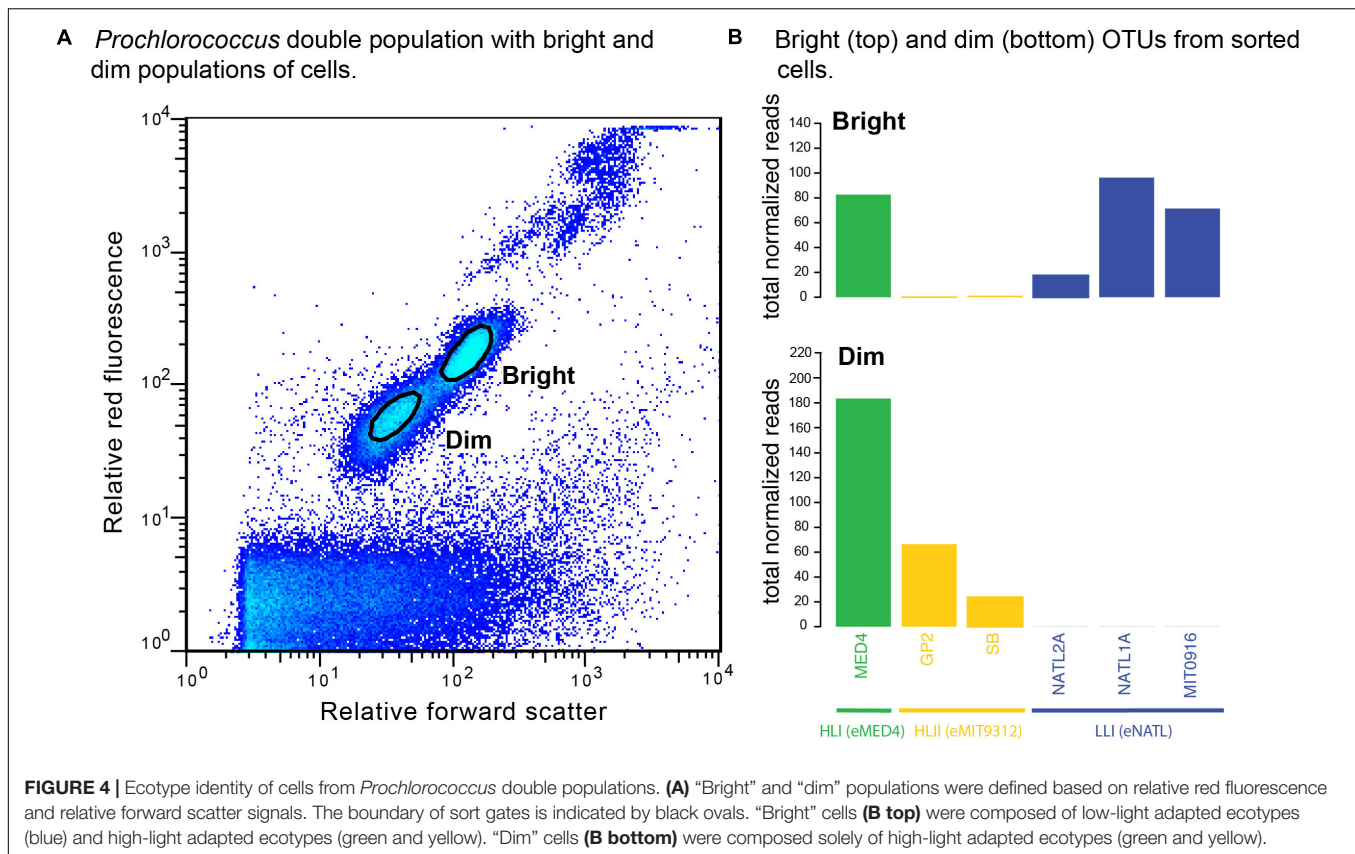 A Prochlorococcus double population with bright and
dim populations of cells.
10^4
10^3
10^2
10^1
10^0
Relative red fluorescence
Bright
Dim
10^0 10^1 10^2 10^3 10^4
Relative forward scatter
B Bright (top) and dim (bottom) OTUs from sorted
cells.
Bright
total normalized reads
140
120
100
80
60
40
20
0
Dim
total normalized reads
220
200
180
160
140
120
100
80
60
40
20
0
MED4
GP2
SB
NATL2A
NATL1A
MIT0916
HLI (eMED4) HLII (eMIT9312) LLI (eNATL)
FIGURE 4 | Ecotype identity of cells from Prochlorococcus double populations. (A) “Bright” and “dim” populations were defined based on relative red fluorescence
and relative forward scatter signals. The boundary of sort gates is indicated by black ovals. “Bright” cells (B top) were composed of low-light adapted ecotypes
(blue) and high-light adapted ecotypes (green and yellow). “Dim” cells (B bottom) were composed solely of high-light adapted ecotypes (green and yellow).